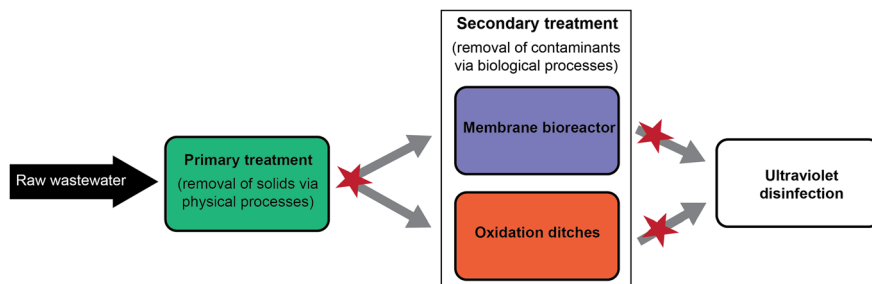 Raw wastewater
Primary treatment
(removal of solids via
physical processes)
Secondary treatment
(removal of contaminants
via biological processes)
Membrane bioreactor
Oxidation ditches
Ultraviolet
disinfection